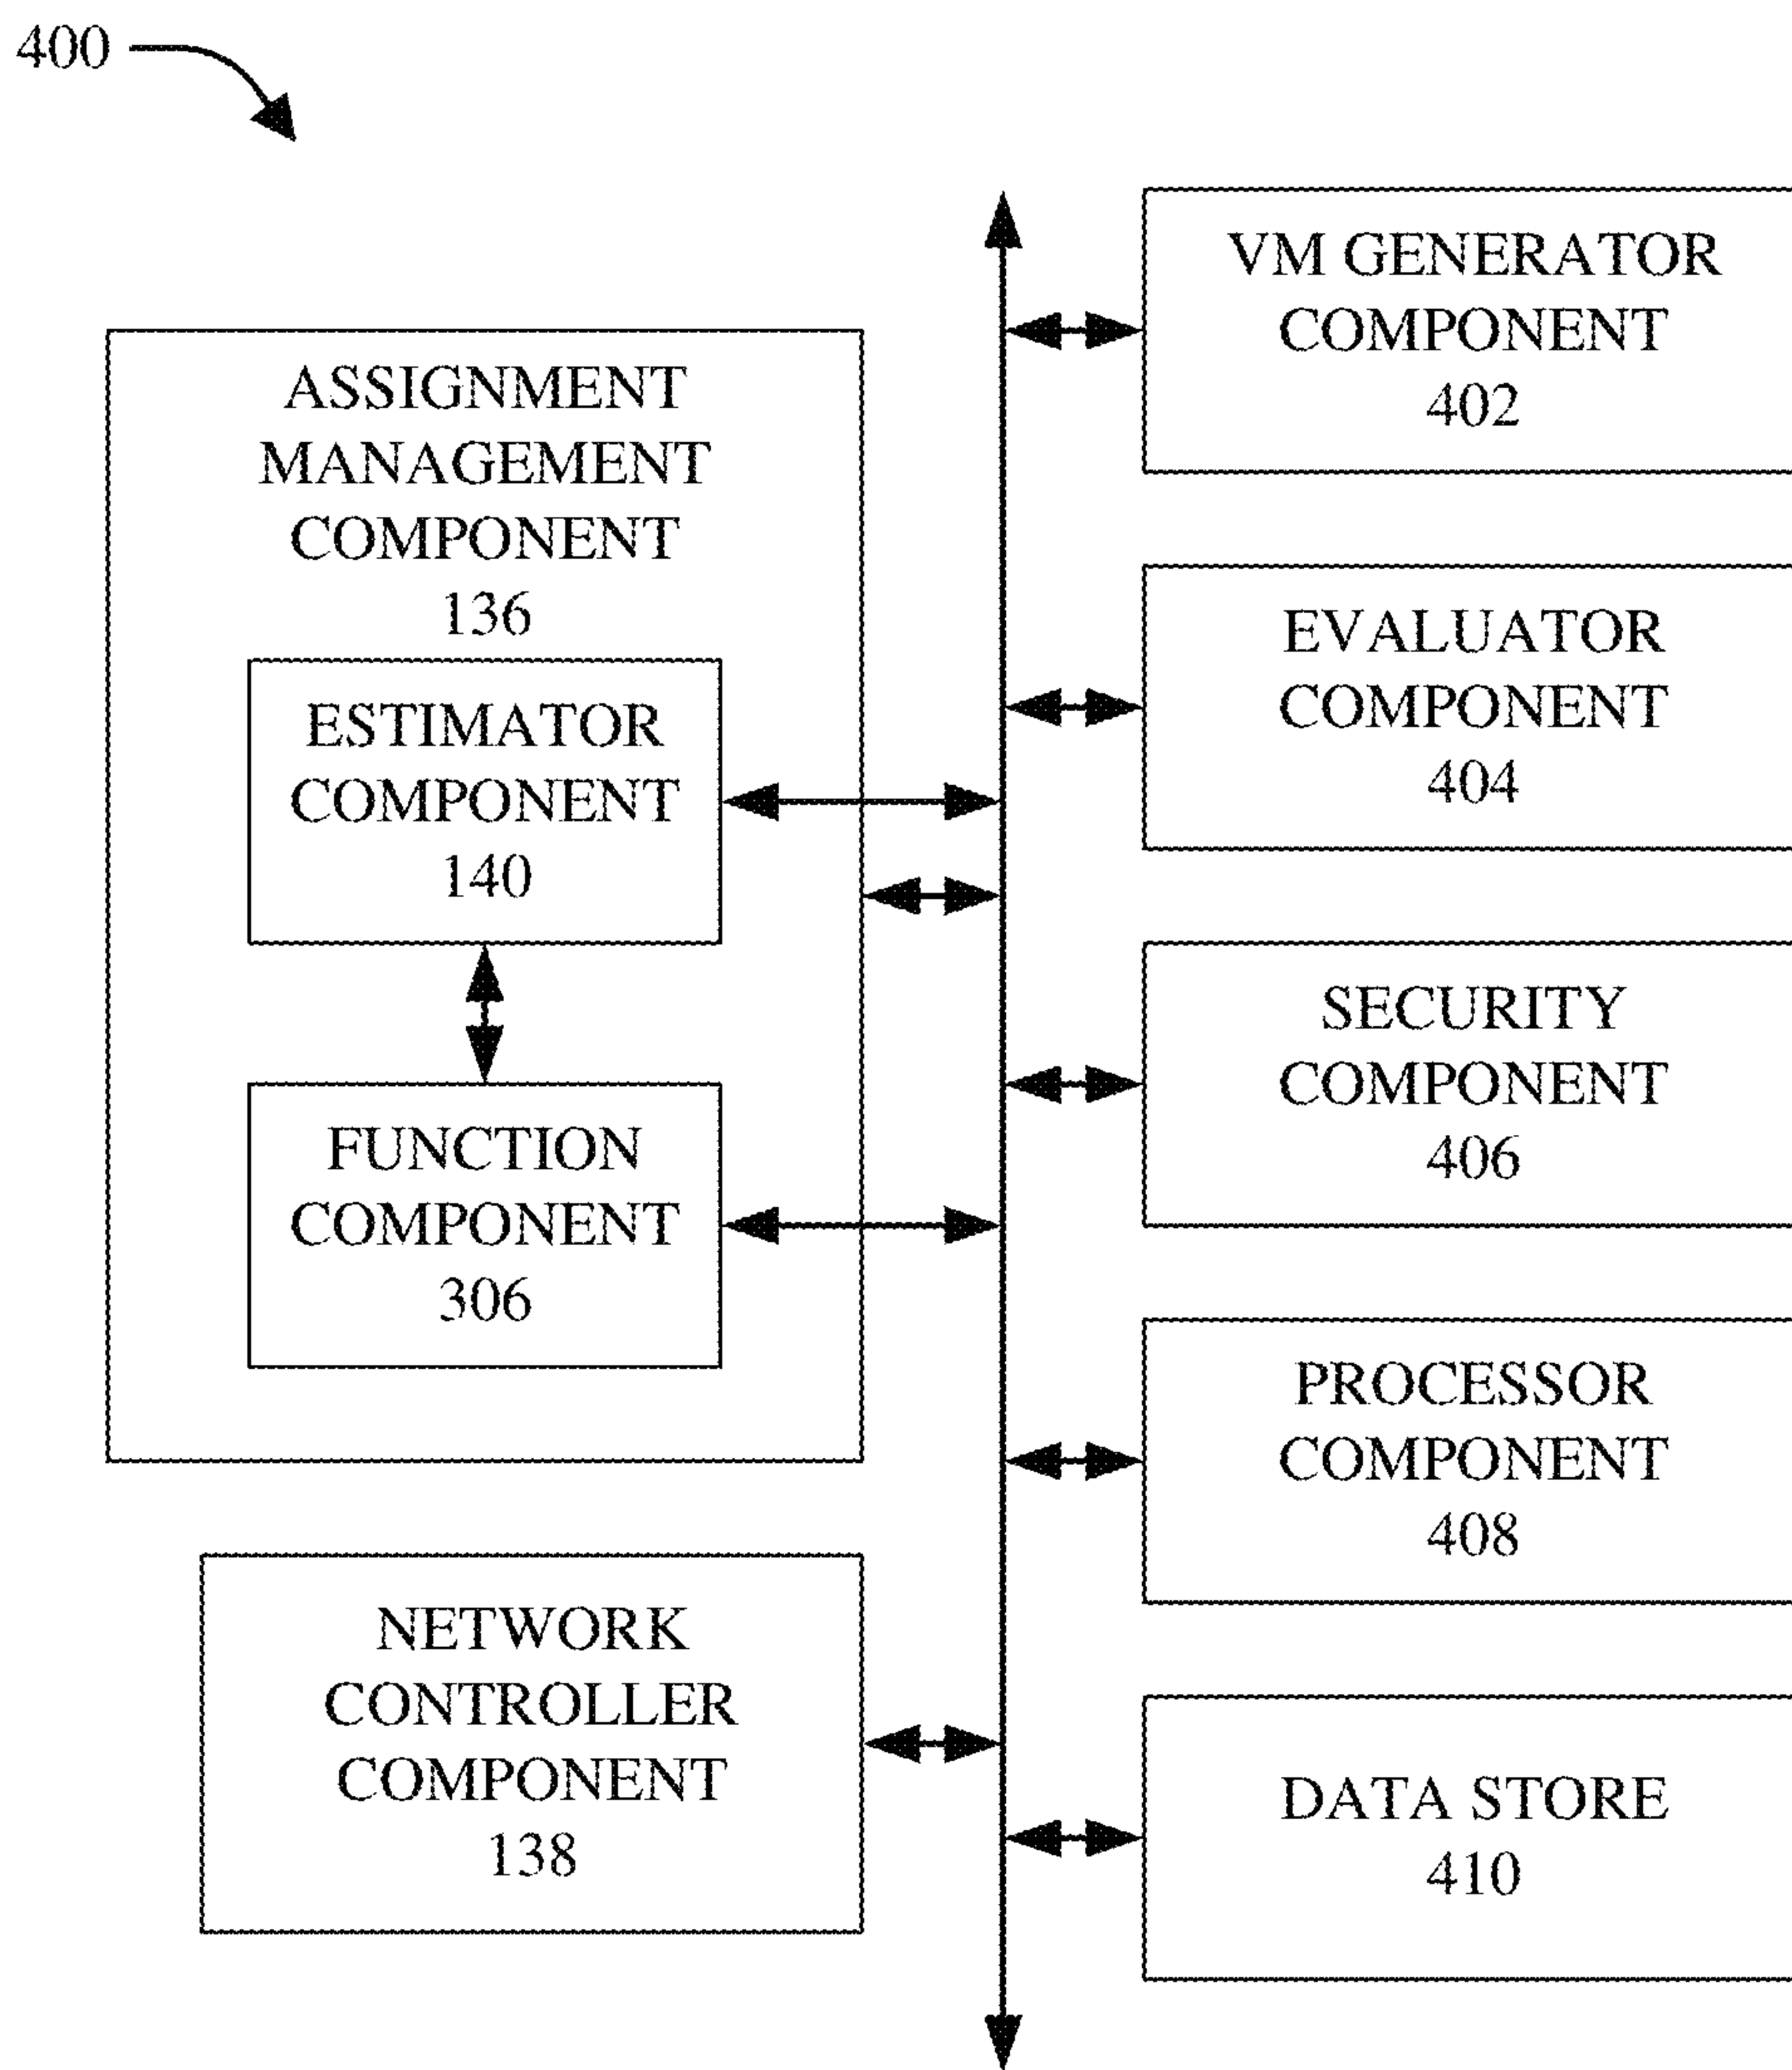 400
ASSIGNMENT
MANAGEMENT
COMPONENT
136
ESTIMATOR
COMPONENT
140
FUNCTION
COMPONENT
306
NETWORK
CONTROLLER
COMPONENT
138
VM GENERATOR
COMPONENT
402
EVALUATOR
COMPONENT
404
SECURITY
COMPONENT
406
PROCESSOR
COMPONENT
408
DATA STORE
410